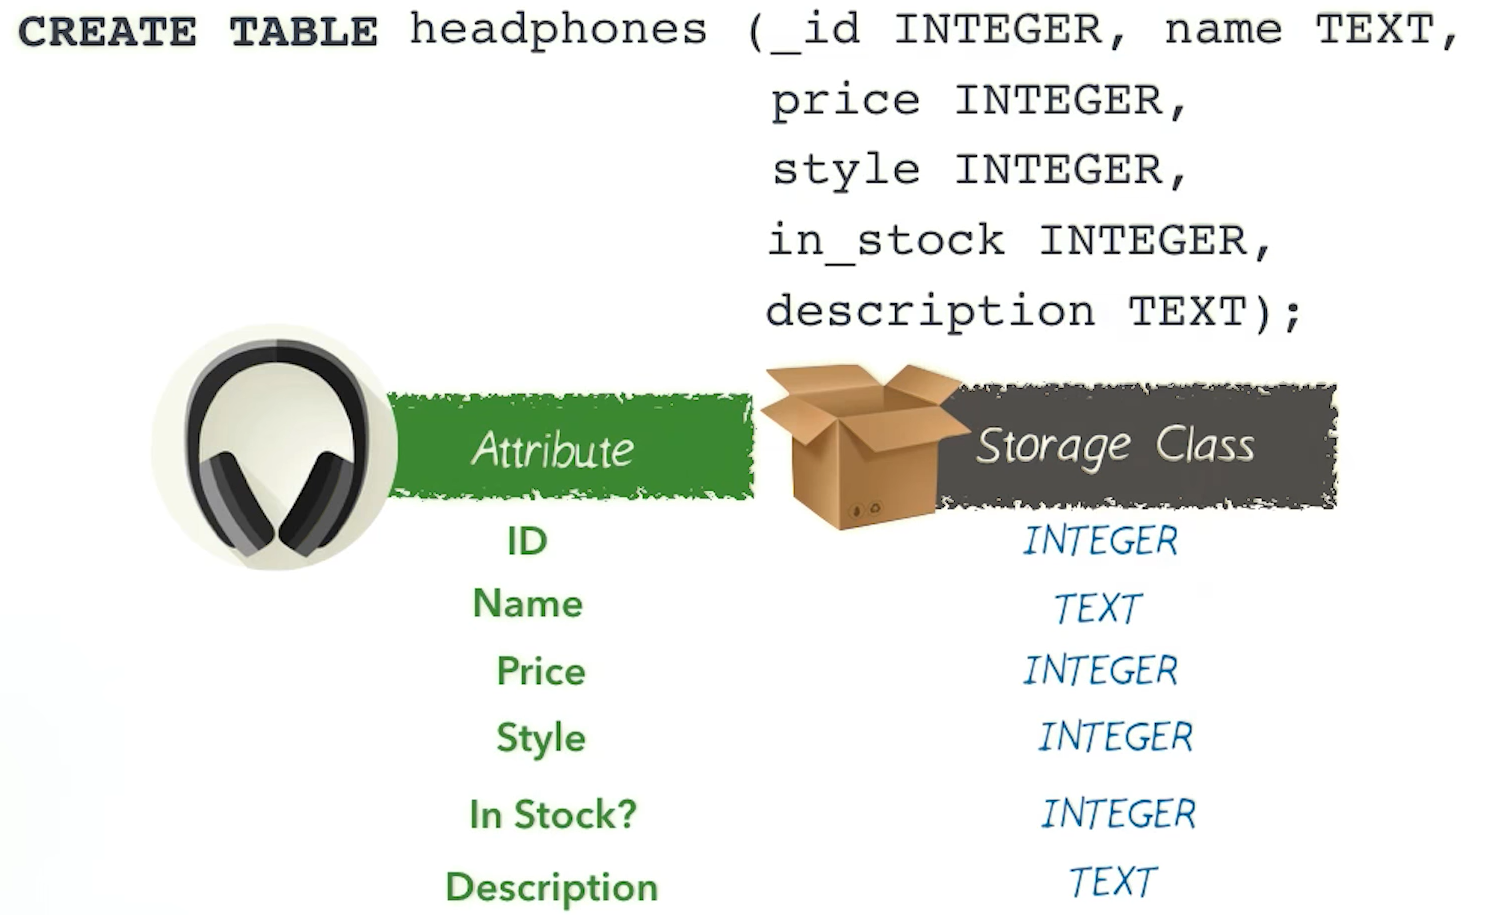 CREATE TABLE headphones (_id INTEGER, name TEXT,
price INTEGER,
style INTEGER,
in_stock INTEGER,
description TEXT);
Attribute Storage Class
ID INTEGER
Name TEXT
Price INTEGER
Style INTEGER
In Stock? INTEGER
Description TEXT